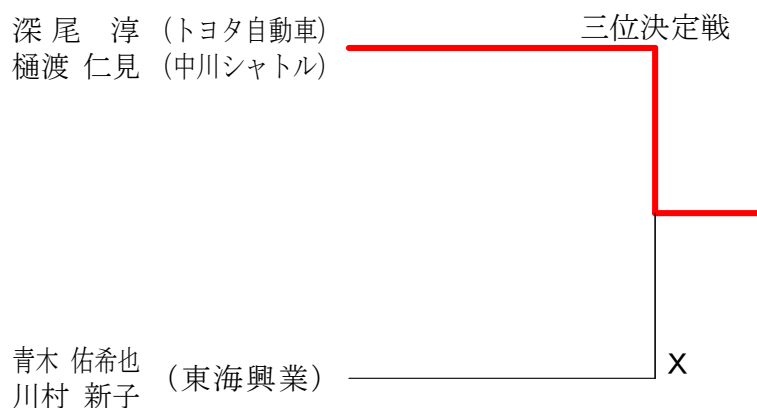 深尾 淳 (トヨタ自動車)
三位決定戦
樋渡 仁見 (中川シャトル)
青木 佑希也
(東海興業)
川村 新子
X